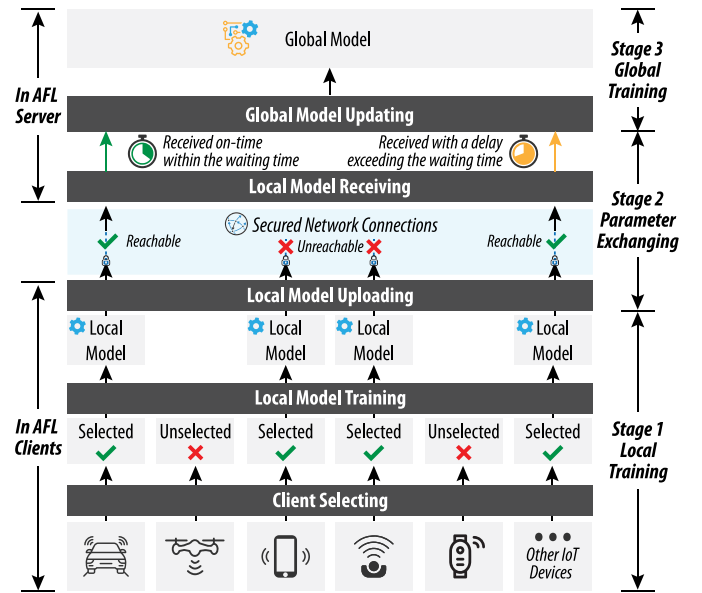 Global Model
Stage 3
Global
Training
In AFL
Server
Global Model Updating
Received on-time
within the waiting time
Received with a delay
exceeding the waiting time
Local Model Receiving
Stage 2
Parameter
Exchanging
Secured Network Connections
Reachable
Unreachable
Reachable
Local Model Uploading
Local
Model
Local
Model
Local
Model
Local
Model
Local Model Training
In AFL
Clients
Selected
Unselected
Selected
Selected
Unselected
Selected
Stage 1
Local
Training
Client Selecting
Other IoT
Devices